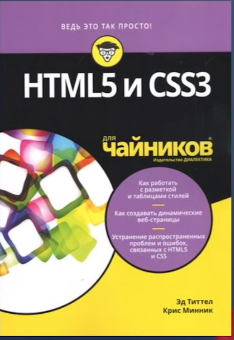 ВЕДЬ ЭТО ТАК ПРОСТО!
HTML5 и CSS3
для
чайников
Издательство ДИАЛЕКТИКА
Как работать
с разметкой
и таблицами стилей
Как создавать динамические
веб-страницы
Устранение распространенных
проблем и ошибок,
связанных с HTML5
и CSS
Эд Титтел
Крис Минник